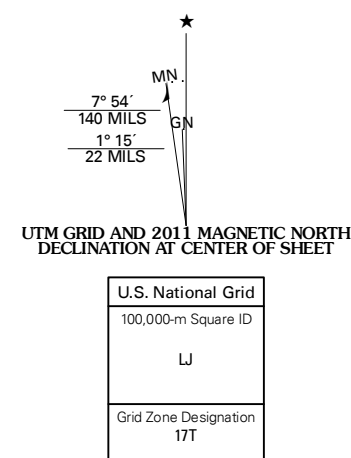 ★
MN
7° 54´
140 MILS
GN
1° 15´
22 MILS
UTM GRID AND 2011 MAGNETIC NORTH
DECLINATION AT CENTER OF SHEET
U.S. National Grid
100,000-m Square ID
LJ
Grid Zone Designation
17T